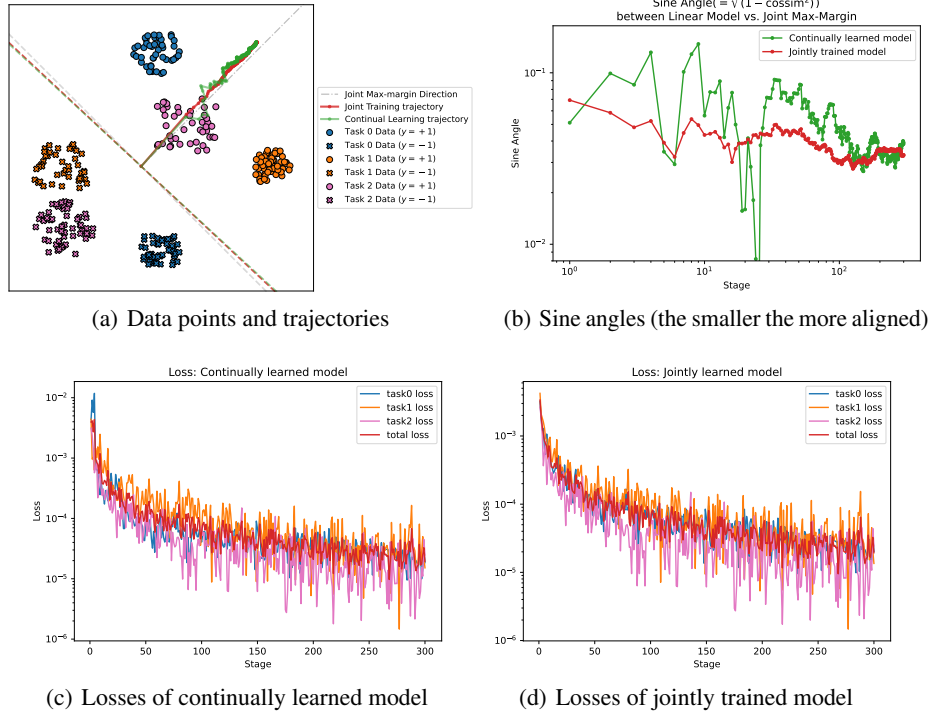 Joint Max-margin Direction
Joint Training trajectory
Continual Learning trajectory
Task 0 Data (y = +1)
Task 0 Data (y = −1)
Task 1 Data (y = +1)
Task 1 Data (y = −1)
Task 2 Data (y = +1)
Task 2 Data (y = −1)
(a) Data points and trajectories
Sine Angle(=√(1 − cossim²))
between Linear Model vs. Joint Max-Margin
Continually learned model
Jointly trained model
Sine Angle
10⁻¹
10⁻²
10⁰
10¹
10²
Stage
(b) Sine angles (the smaller the more aligned)
Loss: Continually learned model
task0 loss
task1 loss
task2 loss
total loss
Loss
10⁻²
10⁻³
10⁻⁴
10⁻⁵
10⁻⁶
0
50
100
150
200
250
300
Stage
(c) Losses of continually learned model
Loss: Jointly learned model
task0 loss
task1 loss
task2 loss
total loss
Loss
10⁻³
10⁻⁴
10⁻⁵
10⁻⁶
0
50
100
150
200
250
300
Stage
(d) Losses of jointly trained model